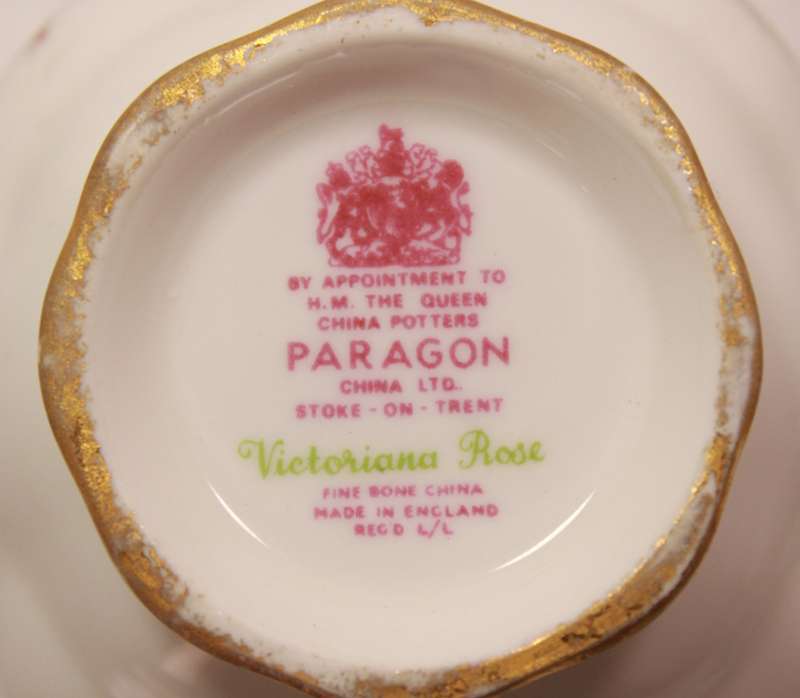 BY APPOINTMENT TO
H.M. THE QUEEN
CHINA POTTERS
PARAGON
CHINA LTD.
STOKE-ON-TRENT
Victoriana Rose
FINE BONE CHINA
MADE IN ENGLAND
REG'D L/L